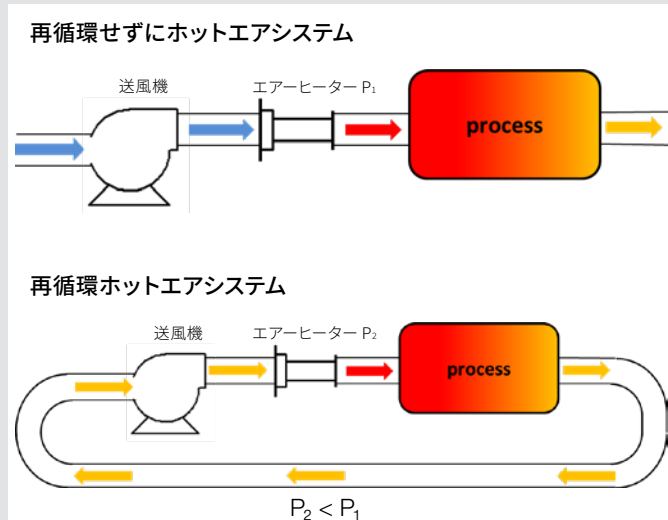 再循環せずにホットエアシステム
送風機
エアーヒーター P₁
process
再循環ホットエアシステム
送風機
エアーヒーター P₂
process
P₂ < P₁